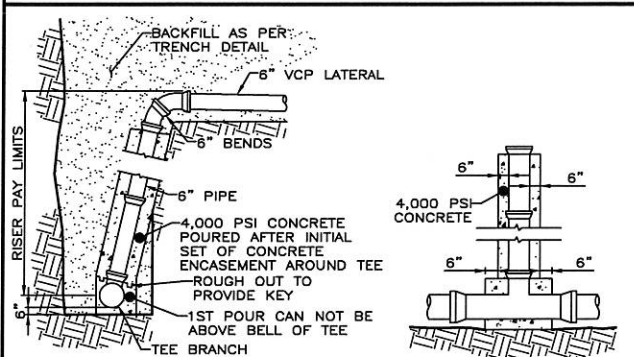 BACKFILL AS PER
TRENCH DETAIL
6" VCP LATERAL
6" BENDS
RISER PAY LIMITS
6" PIPE
4,000 PSI CONCRETE
POURED AFTER INITIAL
SET OF CONCRETE
ENCASEMENT AROUND TEE
ROUGH OUT TO
PROVIDE KEY
1ST POUR CAN NOT BE
ABOVE BELL OF TEE
TEE BRANCH
6"
6"
6"
4,000 PSI
CONCRETE
6"
6"